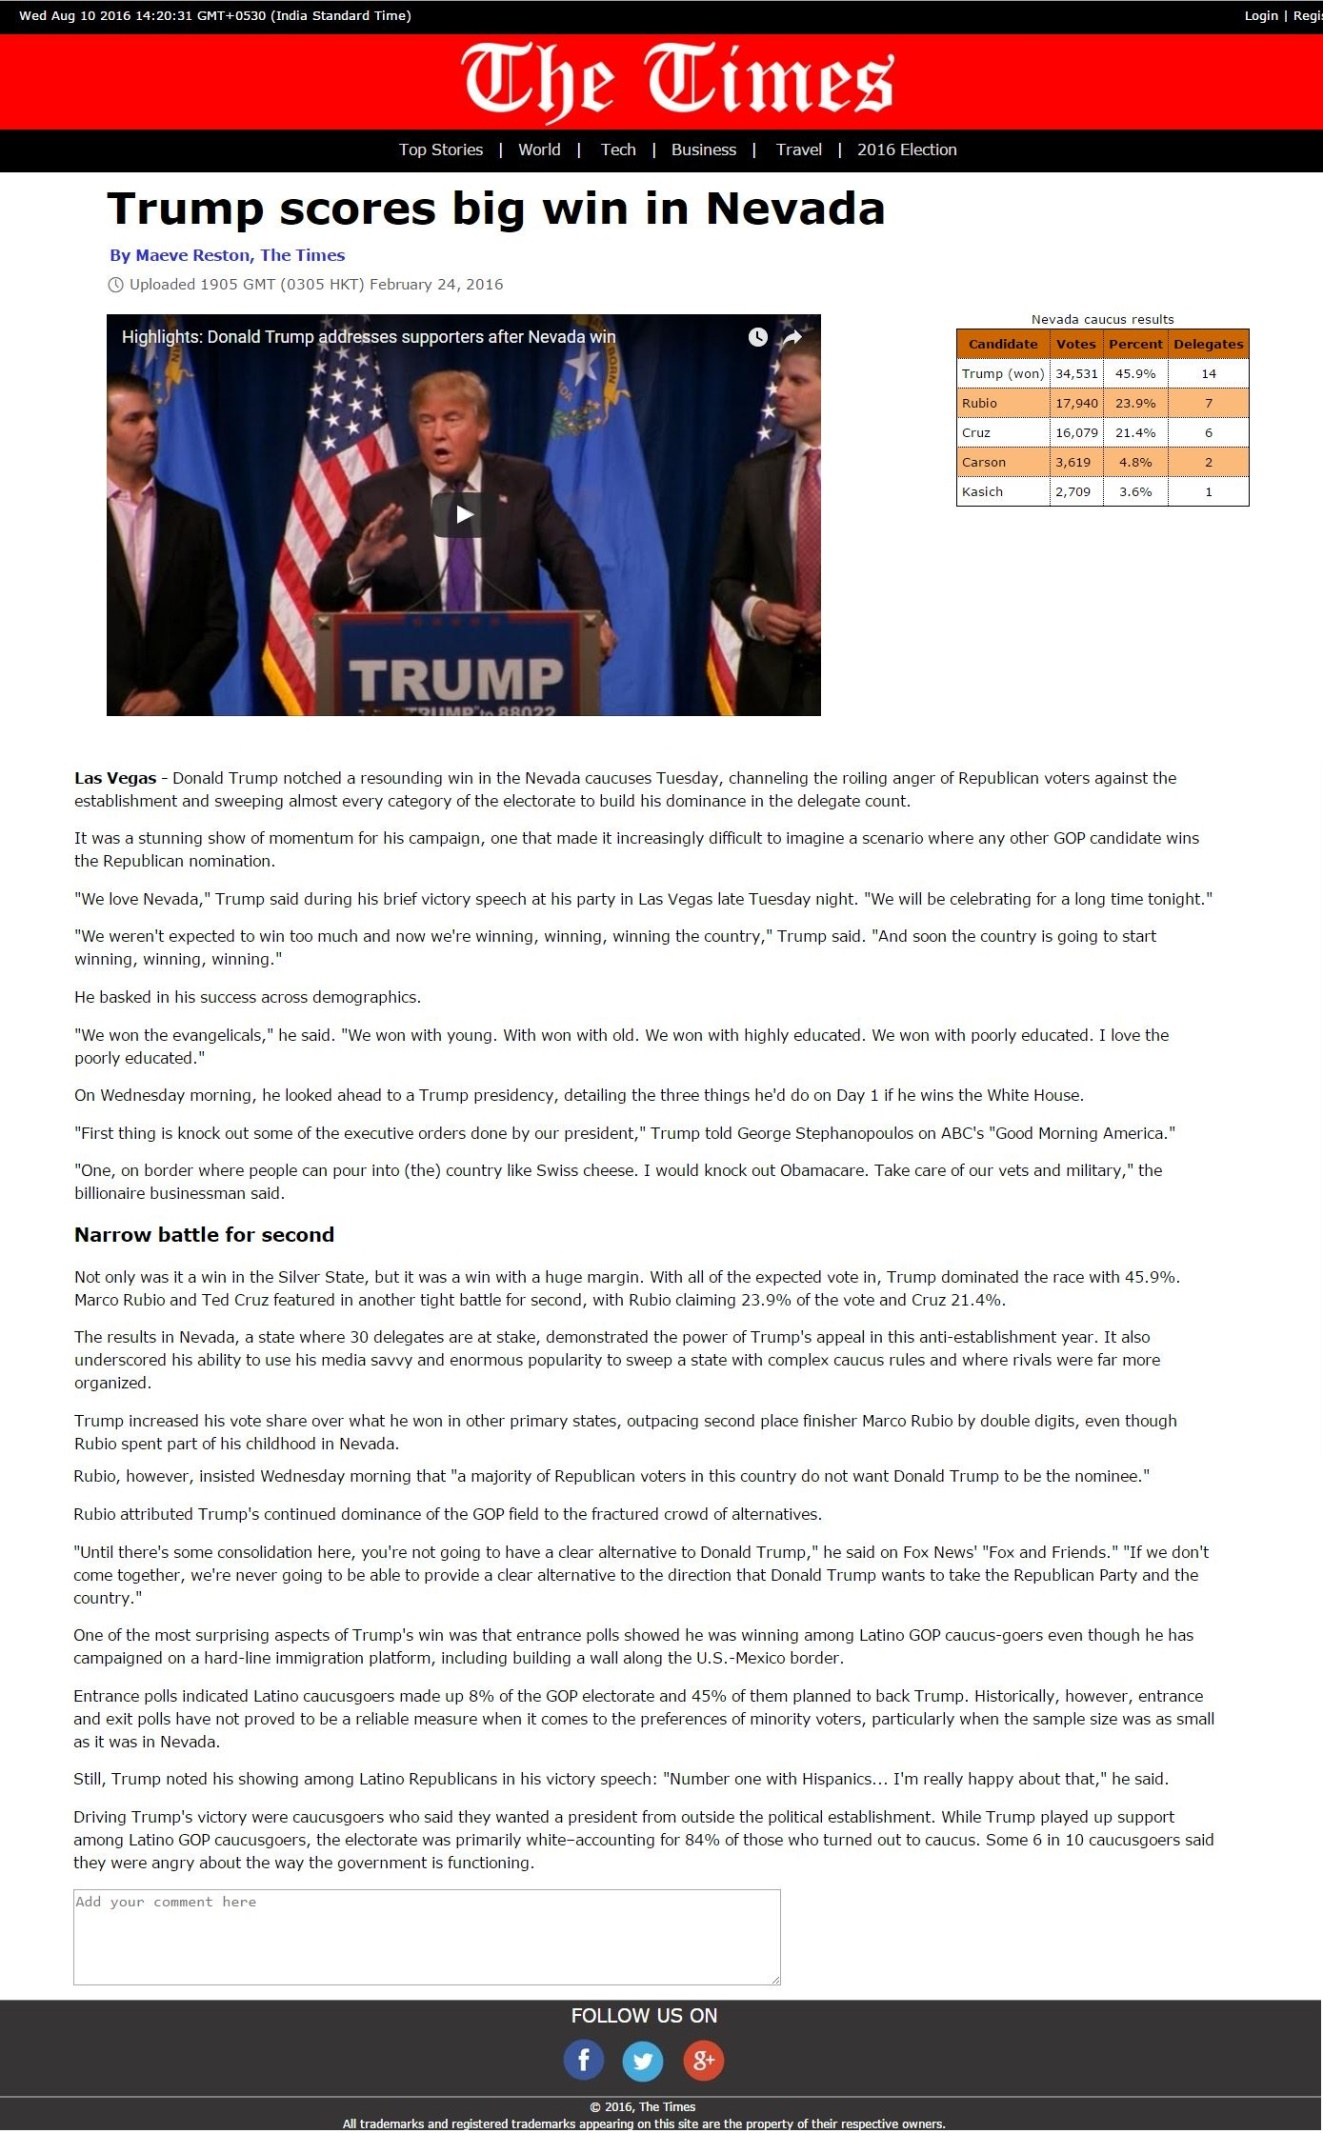 Wed Aug 10 2016 14:20:31 GMT+0530 (India Standard Time)
Login |
The Times
Top Stories | World | Tech | Business | Travel | 2016 Election
Trump scores big win in Nevada
By Maeve Reston, The Times
Uploaded 1905 GMT (0305 HKT) February 24, 2016
Highlights: Donald Trump addresses supporters after Nevada win
TRUMP
TRUMP to 88022
Nevada caucus results
Candidate Votes Percent Delegates
Trump (won) 34,531 45.9% 14
Rubio 17,940 23.9% 7
Cruz 16,079 21.4% 6
Carson 3,619 4.8% 2
Kasich 2,709 3.6% 1
Las Vegas - Donald Trump notched a resounding win in the Nevada caucuses Tuesday, channeling the roiling anger of Republican voters against the
establishment and sweeping almost every category of the electorate to build his dominance in the delegate count.
It was a stunning show of momentum for his campaign, one that made it increasingly difficult to imagine a scenario where any other GOP candidate wins
the Republican nomination.
"We love Nevada," Trump said during his brief victory speech at his party in Las Vegas late Tuesday night. "We will be celebrating for a long time tonight."
"We weren't expected to win too much and now we're winning, winning, winning the country," Trump said. "And soon the country is going to start
winning, winning, winning."
He basked in his success across demographics.
"We won the evangelicals," he said. "We won with young. With won with old. We won with highly educated. We won with poorly educated. I love the
poorly educated."
On Wednesday morning, he looked ahead to a Trump presidency, detailing the three things he'd do on Day 1 if he wins the White House.
"First thing is knock out some of the executive orders done by our president," Trump told George Stephanopoulos on ABC's "Good Morning America."
"One, on border where people can pour into (the) country like Swiss cheese. I would knock out Obamacare. Take care of our vets and military," the
billionaire businessman said.
Narrow battle for second
Not only was it a win in the Silver State, but it was a win with a huge margin. With all of the expected vote in, Trump dominated the race with 45.9%.
Marco Rubio and Ted Cruz featured in another tight battle for second, with Rubio claiming 23.9% of the vote and Cruz 21.4%.
The results in Nevada, a state where 30 delegates are at stake, demonstrated the power of Trump's appeal in this anti-establishment year. It also
underscored his ability to use his media savvy and enormous popularity to sweep a state with complex caucus rules and where rivals were far more
organized.
Trump increased his vote share over what he won in other primary states, outpacing second place finisher Marco Rubio by double digits, even though
Rubio spent part of his childhood in Nevada.
Rubio, however, insisted Wednesday morning that "a majority of Republican voters in this country do not want Donald Trump to be the nominee."
Rubio attributed Trump's continued dominance of the GOP field to the fractured crowd of alternatives.
"Until there's some consolidation here, you're not going to have a clear alternative to Donald Trump," he said on Fox News' "Fox and Friends." "If we don't
come together, we're never going to be able to provide a clear alternative to the direction that Donald Trump wants to take the Republican Party and the
country."
One of the most surprising aspects of Trump's win was that entrance polls showed he was winning among Latino GOP caucus-goers even though he has
campaigned on a hard-line immigration platform, including building a wall along the U.S.-Mexico border.
Entrance polls indicated Latino caucusgoers made up 8% of the GOP electorate and 45% of them planned to back Trump. Historically, however, entrance
and exit polls have not proved to be a reliable measure when it comes to the preferences of minority voters, particularly when the sample size was as small
as it was in Nevada.
Still, Trump noted his showing among Latino Republicans in his victory speech: "Number one with Hispanics... I'm really happy about that," he said.
Driving Trump's victory were caucusgoers who said they wanted a president from outside the political establishment. While Trump played up support
among Latino GOP caucusgoers, the electorate was primarily white–accounting for 84% of those who turned out to caucus. Some 6 in 10 caucusgoers said
they were angry about the way the government is functioning.
Add your comment here
FOLLOW US ON
f
g+
© 2016, The Times
All trademarks and registered trademarks appearing on this site are the property of their respective owners.